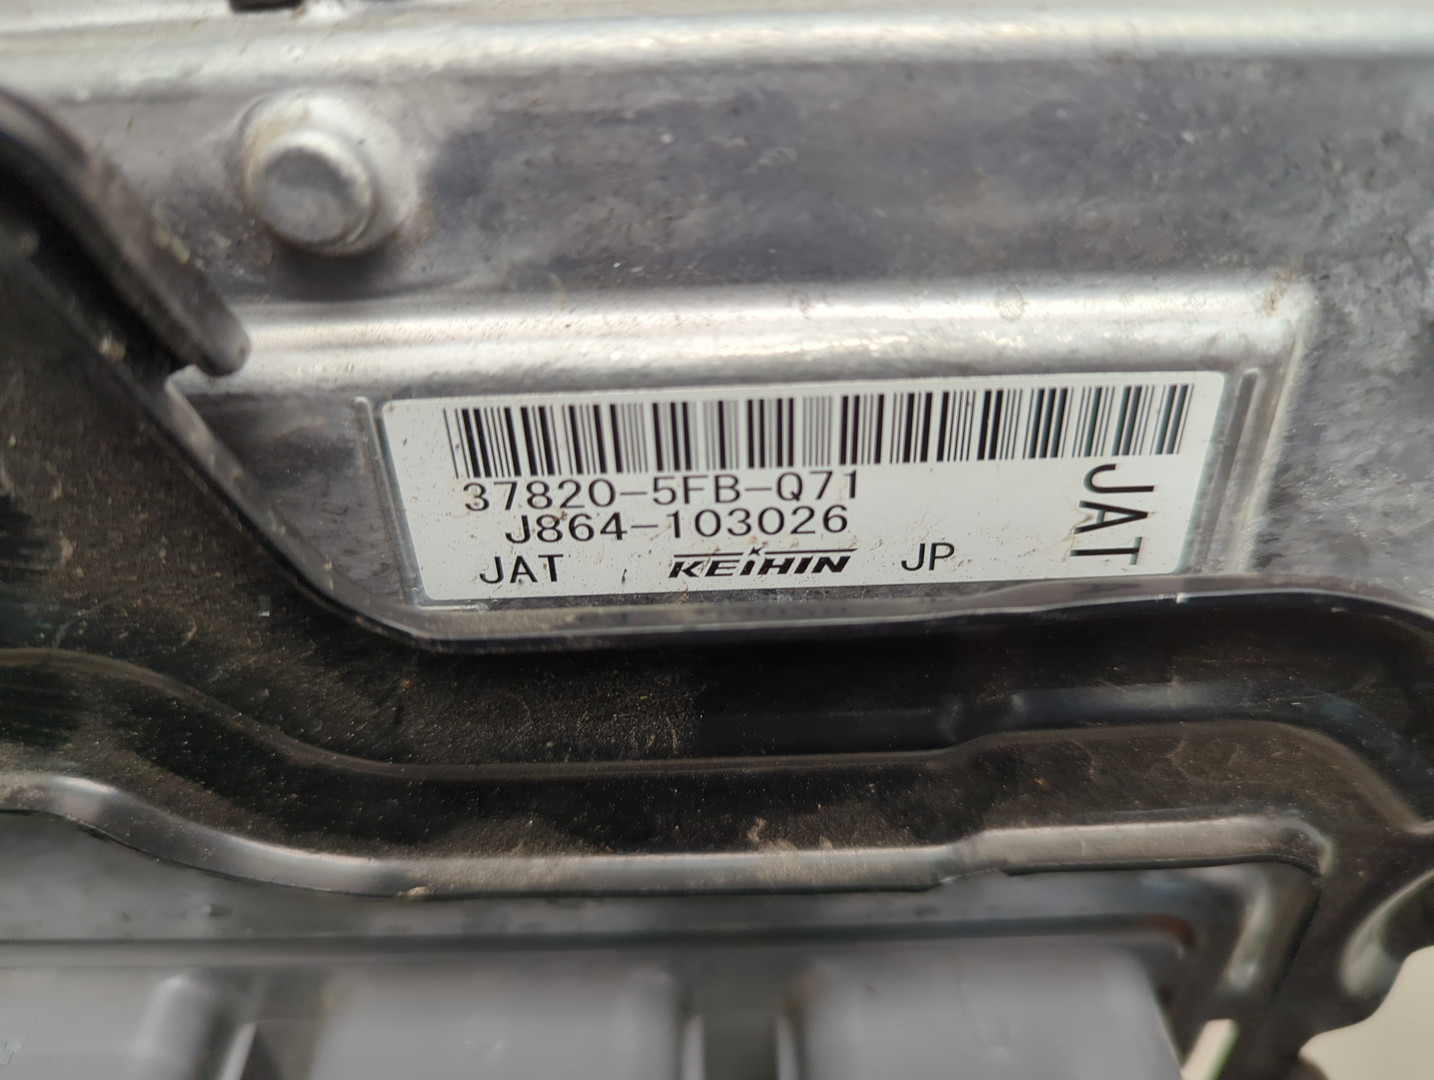 37820-5FB-Q71
J864-103026
JAT KEIHIN JP
JAT